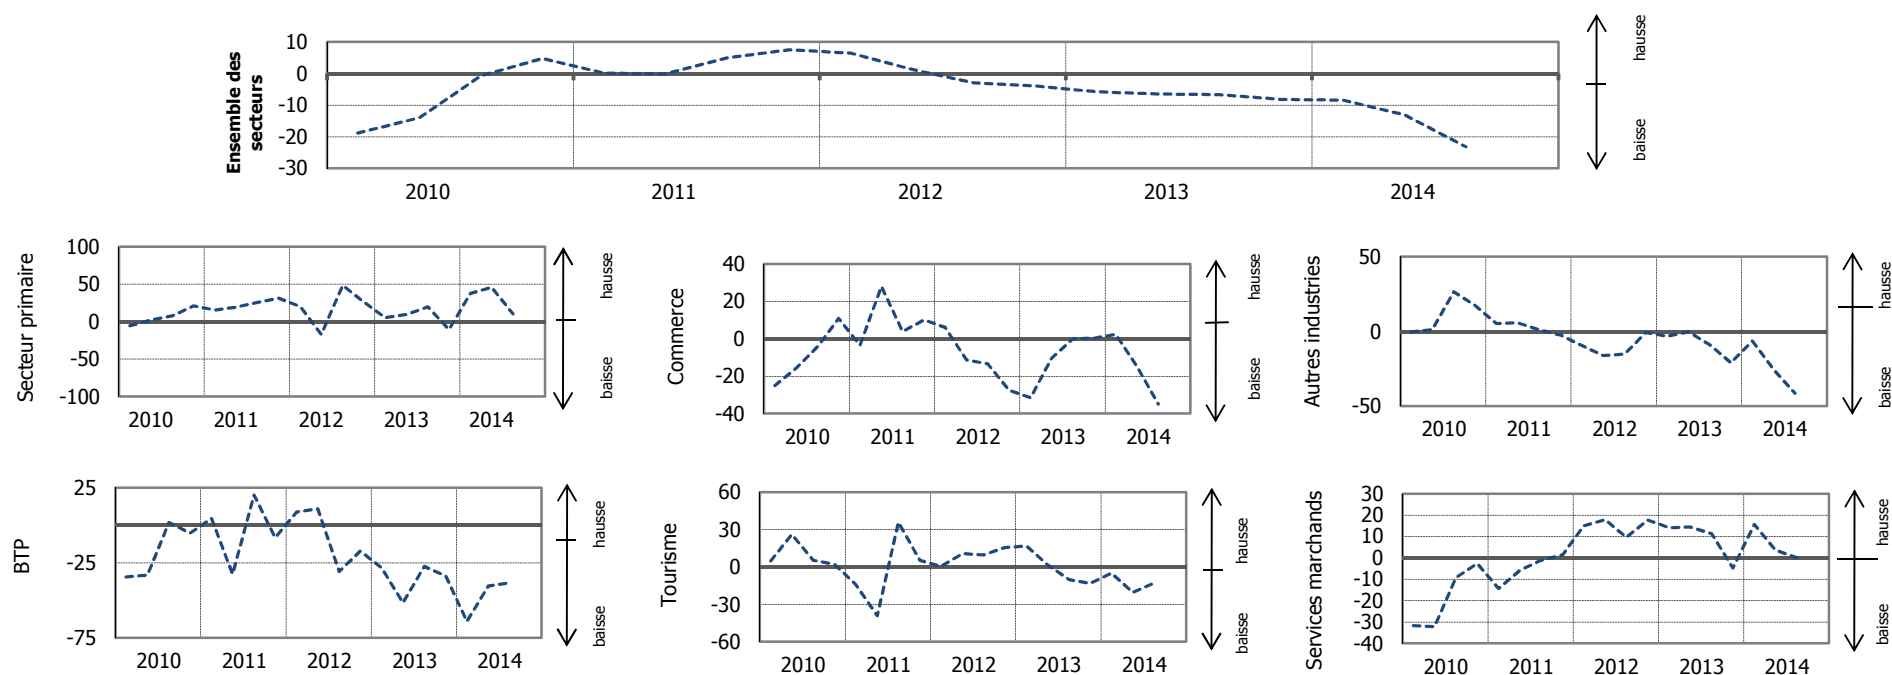 Ensemble des
secteurs
10
0
-10
-20
-30
2010 2011 2012 2013 2014
hausse
baisse
Secteur primaire
100
50
0
-50
-100
2010 2011 2012 2013 2014
hausse
baisse
Commerce
40
20
0
-20
-40
2010 2011 2012 2013 2014
hausse
baisse
Autres industries
50
0
-50
2010 2011 2012 2013 2014
hausse
baisse
BTP
25
-25
-75
2010 2011 2012 2013 2014
hausse
baisse
Tourisme
60
30
0
-30
-60
2010 2011 2012 2013 2014
hausse
baisse
Services marchands
30
20
10
0
-10
-20
-30
-40
2010 2011 2012 2013 2014
hausse
baisse